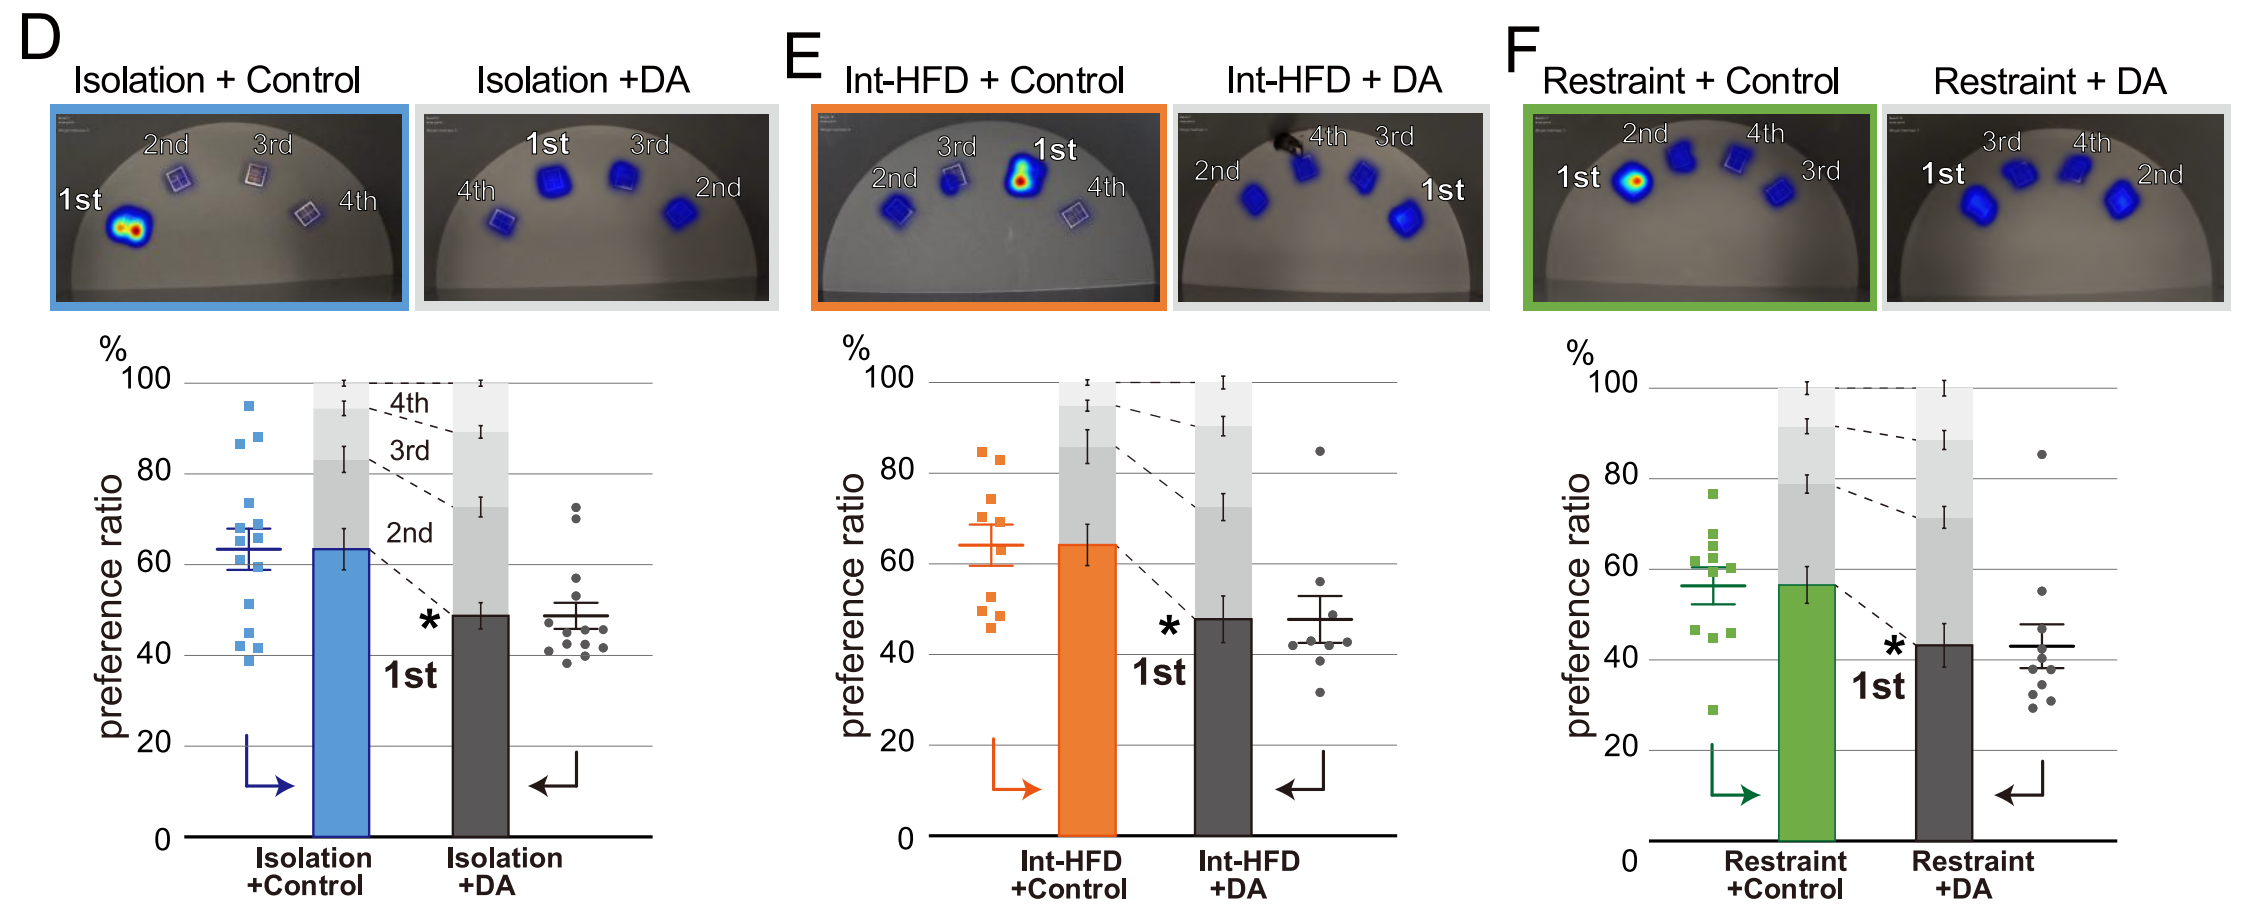 D
Isolation + Control
Isolation +DA
1st
2nd
3rd
4th
4th
1st
3rd
2nd
%
100
80
60
40
20
0
preference ratio
4th
3rd
2nd
*
1st
Isolation
+Control
Isolation
+DA
E
Int-HFD + Control
Int-HFD + DA
2nd
3rd
1st
4th
2nd
4th
3rd
1st
%
100
80
60
40
20
0
preference ratio
*
1st
Int-HFD
+Control
Int-HFD
+DA
F
Restraint + Control
Restraint + DA
1st
2nd
4th
3rd
1st
3rd
4th
2nd
%
100
80
60
40
20
0
preference ratio
*
1st
Restraint
+Control
Restraint
+DA